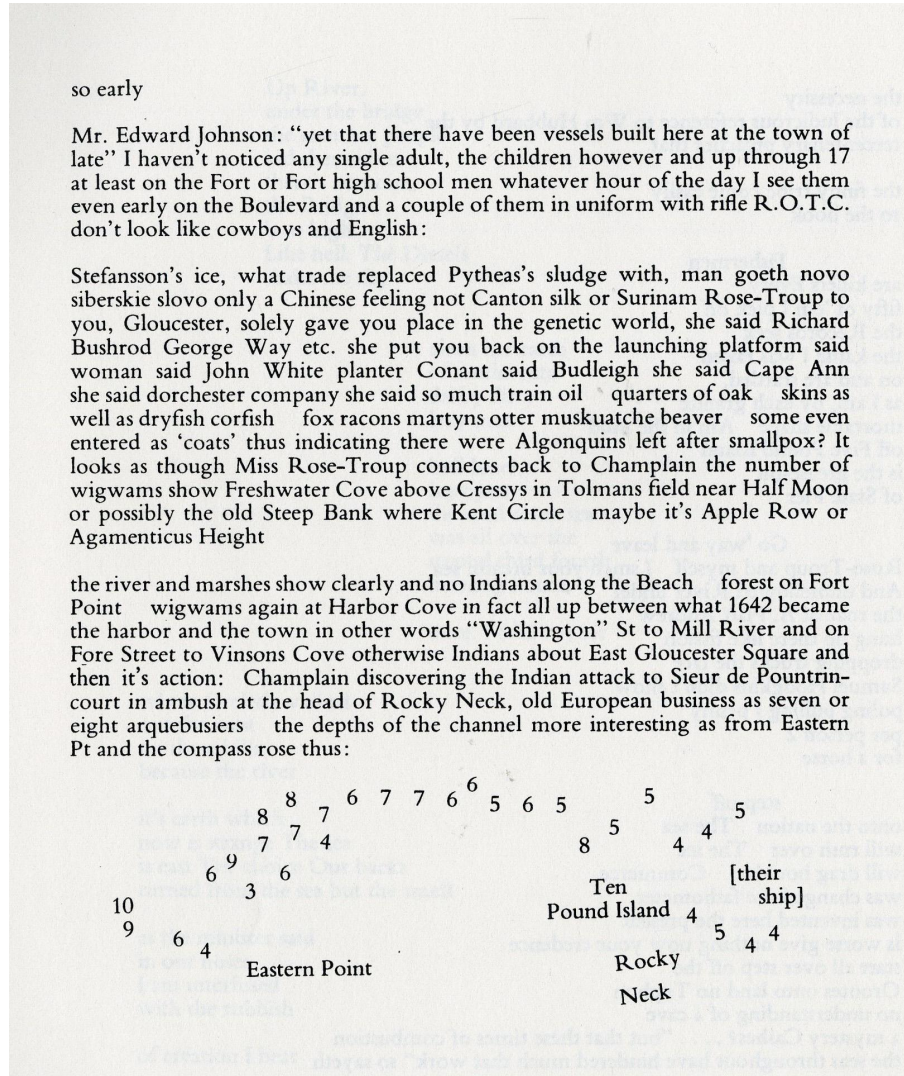 so early
Mr. Edward Johnson: “yet that there have been vessels built here at the town of
late” I haven’t noticed any single adult, the children however and up through 17
at least on the Fort or Fort high school men whatever hour of the day I see them
even early on the Boulevard and a couple of them in uniform with rifle R.O.T.C.
don’t look like cowboys and English:
Stefansson’s ice, what trade replaced Pytheas’s sludge with, man goeth novo
siberskie slovo only a Chinese feeling not Canton silk or Surinam Rose-Troup to
you, Gloucester, solely gave you place in the genetic world, she said Richard
Bushrod George Way etc. she put you back on the launching platform said
woman said John White planter Conant said Budleigh she said Cape Ann
she said dorchester company she said so much train oil quarters of oak skins as
well as dryfish corfish fox racons martyns otter muskuatche beaver some
entered as ‘coats’ thus indicating there were Algonquins left after smallpox? It
looks as though Miss Rose-Troup connects back to Champlain the number of
wigwams show Freshwater Cove above Cressys in Tolmans field near Half Moon
or possibly the old Steep Bank where Kent Circle maybe it’s Apple Row or
Agamenticus Height
the river and marshes show clearly and no Indians along the Beach forest on Fort
Point wigwams again at Harbor Cove in fact all up between what 1642 became
the harbor and the town in other words “Washington” St to Mill River and on
Fore Street to Vinsons Cove otherwise Indians about East Gloucester Square and
then it’s action: Champlain discovering the Indian attack to Sieur de Pountrin-
court in ambush at the head of Rocky Neck, old European business as seven or
eight arquebusiers the depths of the channel more interesting as from Eastern
Pt and the compass rose thus:
8 6 7 7 6 6 5 6 5 5 5
8 7
7 7 4 5 8 4 4
6 9 6
3
Ten [their
10 Pound Island 4 ship]
9 6 4 5 4 4
Eastern Point Rocky
Neck